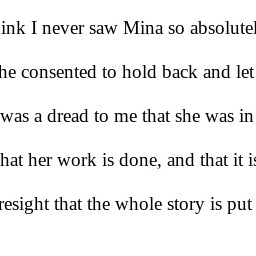 ink I never saw Mina so absolutel
he consented to hold back and let
was a dread to me that she was in
hat her work is done, and that it is
resight that the whole story is put